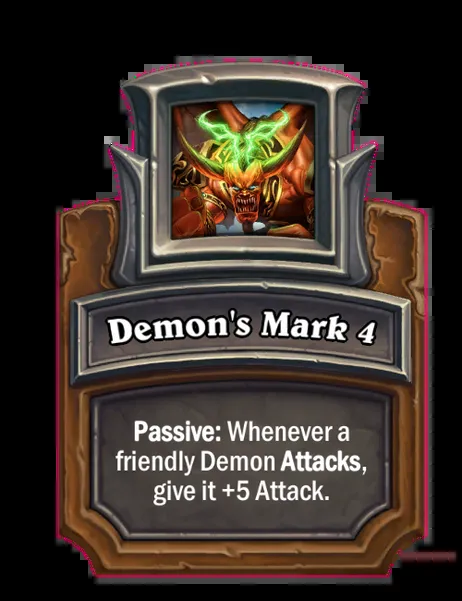 Demon's Mark 4
Passive: Whenever a
friendly Demon Attacks,
give it +5 Attack.